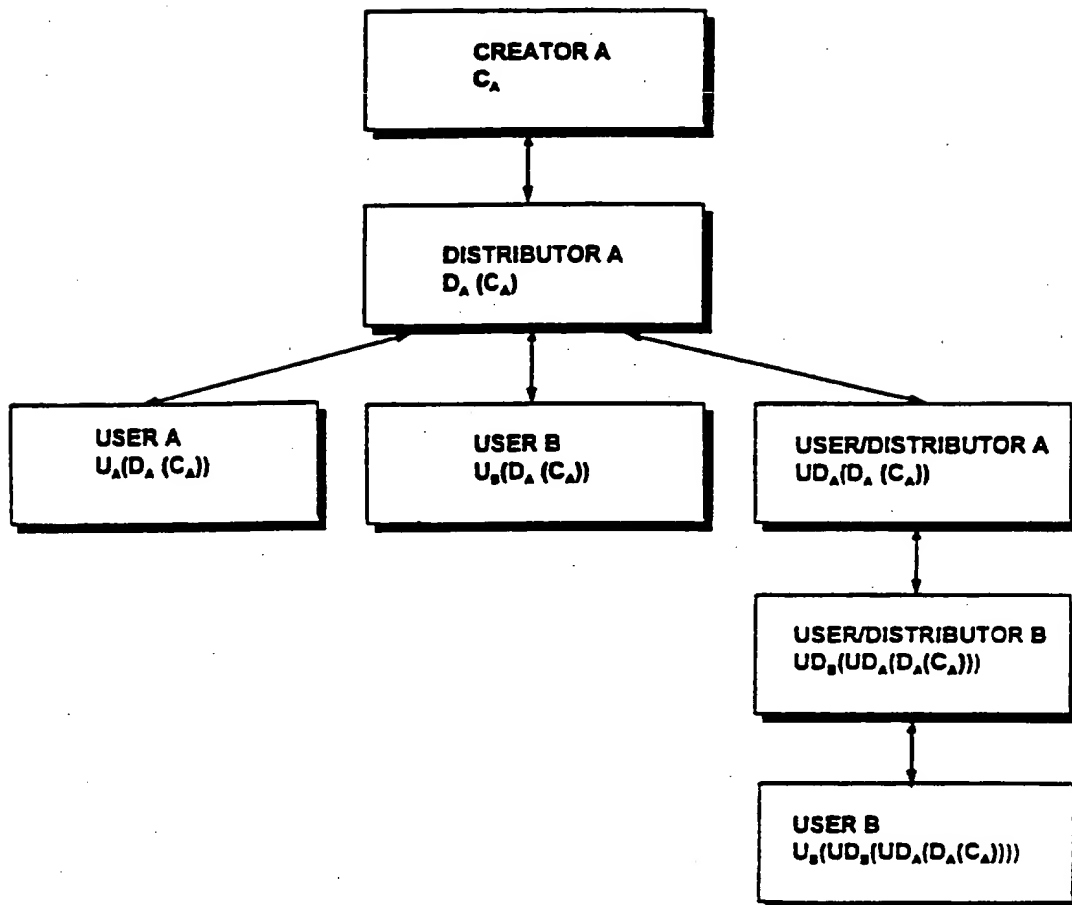 CREATOR A
C_A
DISTRIBUTOR A
D_A (C_A)
USER A
U_A(D_A (C_A))
USER B
U_B(D_A (C_A))
USER/DISTRIBUTOR A
UD_A(D_A (C_A))
USER/DISTRIBUTOR B
UD_B(UD_A(D_A(C_A)))
USER B
U_B(UD_B(UD_A(D_A(C_A))))